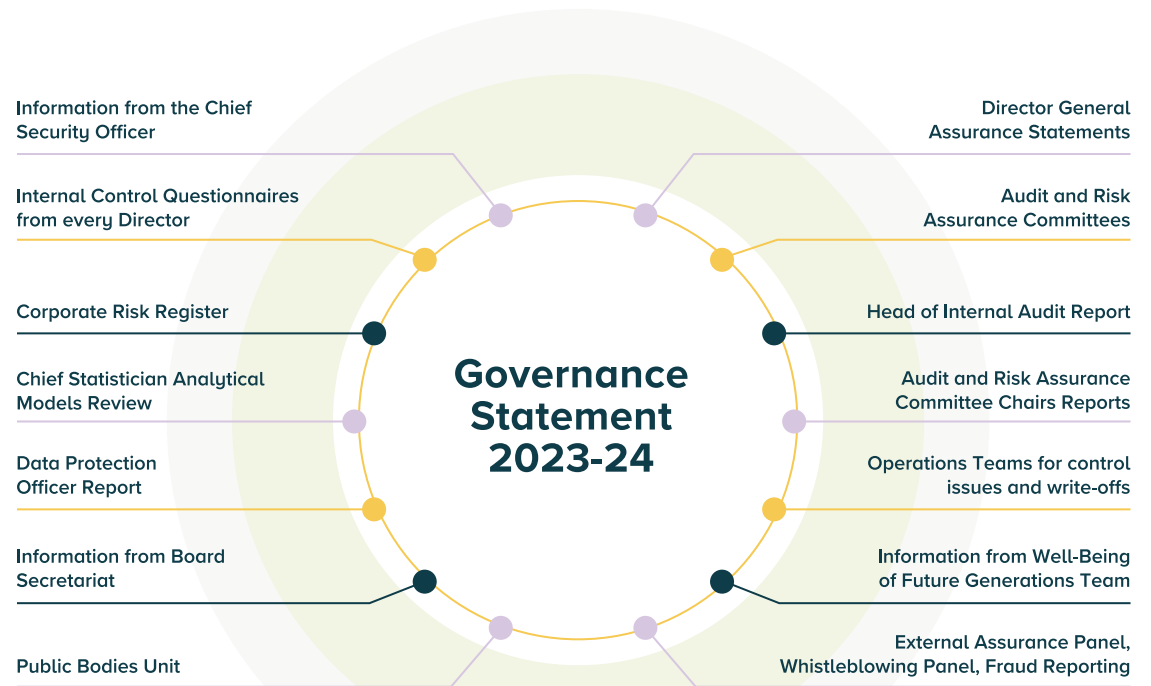 Information from the Chief
Security Officer
Internal Control Questionnaires
from every Director
Corporate Risk Register
Chief Statistician Analytical
Models Review
Data Protection
Officer Report
Information from Board
Secretariat
Public Bodies Unit
Governance
Statement
2023-24
Director General
Assurance Statements
Audit and Risk
Assurance Committees
Head of Internal Audit Report
Audit and Risk Assurance
Committee Chairs Reports
Operations Teams for control
issues and write-offs
Information from Well-Being
of Future Generations Team
External Assurance Panel,
Whistleblowing Panel, Fraud Reporting